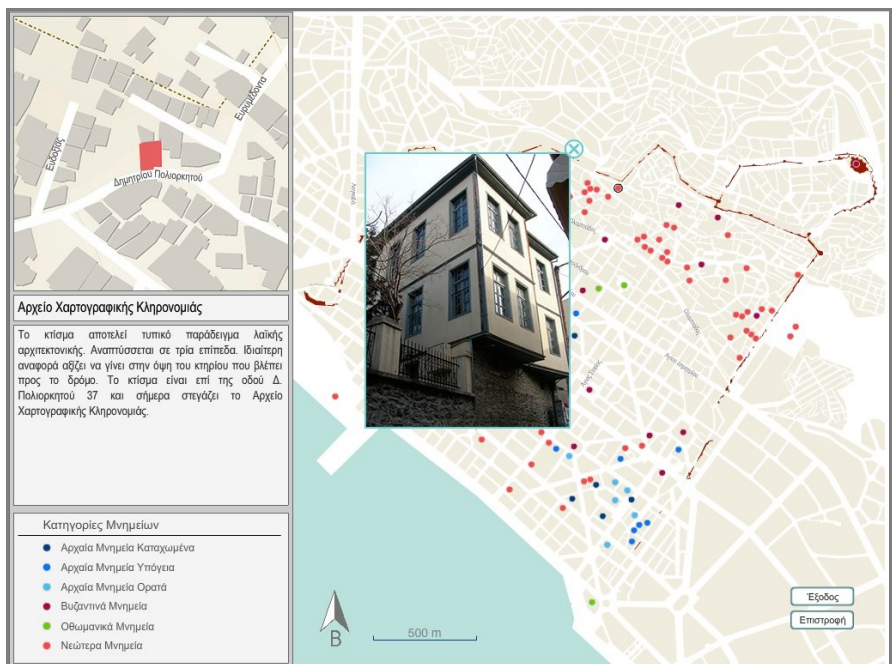 Ευδοξίας
Δημητρίου Πολιορκητού
Ευρυμέδοντα
Αρχείο Χαρτογραφικής Κληρονομιάς
Το κτίσμα αποτελεί τυπικό παράδειγμα λαϊκής
αρχιτεκτονικής. Αναπτύσσεται σε τρία επίπεδα. Ιδιαίτερη
αναφορά αξίζει να γίνει στην όψη του κηρίου που βλέπει
προς το δρόμο. Το κτίσμα είναι επί της οδού Δ.
Πολιορκητού 37 και σήμερα στεγάζει το Αρχείο
Χαρτογραφικής Κληρονομιάς.
Κατηγορίες Μνημείων
Αρχαία Μνημεία Καταχωμένα
Αρχαία Μνημεία Υπόγεια
Αρχαία Μνημεία Ορατά
Βυζαντινά Μνημεία
Οθωμανικά Μνημεία
Νεώτερα Μνημεία
Β
500 m
Έξοδος
Επιστροφή